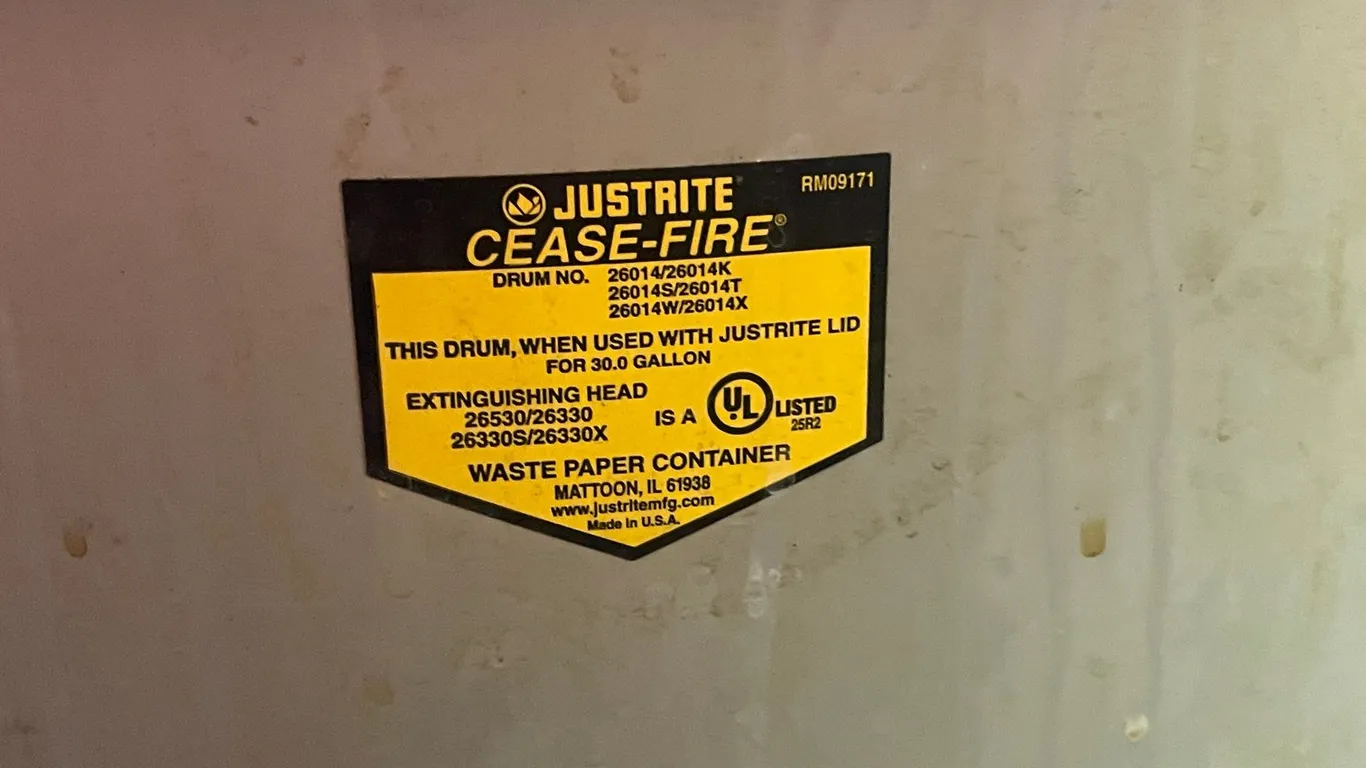 JUSTRITE RM09171
CEASE-FIRE®
DRUM NO. 26014/26014K
26014S/26014T
26014W/26014X
THIS DRUM, WHEN USED WITH JUSTRITE LID
FOR 30.0 GALLON
EXTINGUISHING HEAD
26530/26330
26330S/26330X
IS A UL LISTED
25R2
WASTE PAPER CONTAINER
MATTOON, IL 61938
www.justritemfg.com
Made in U.S.A.